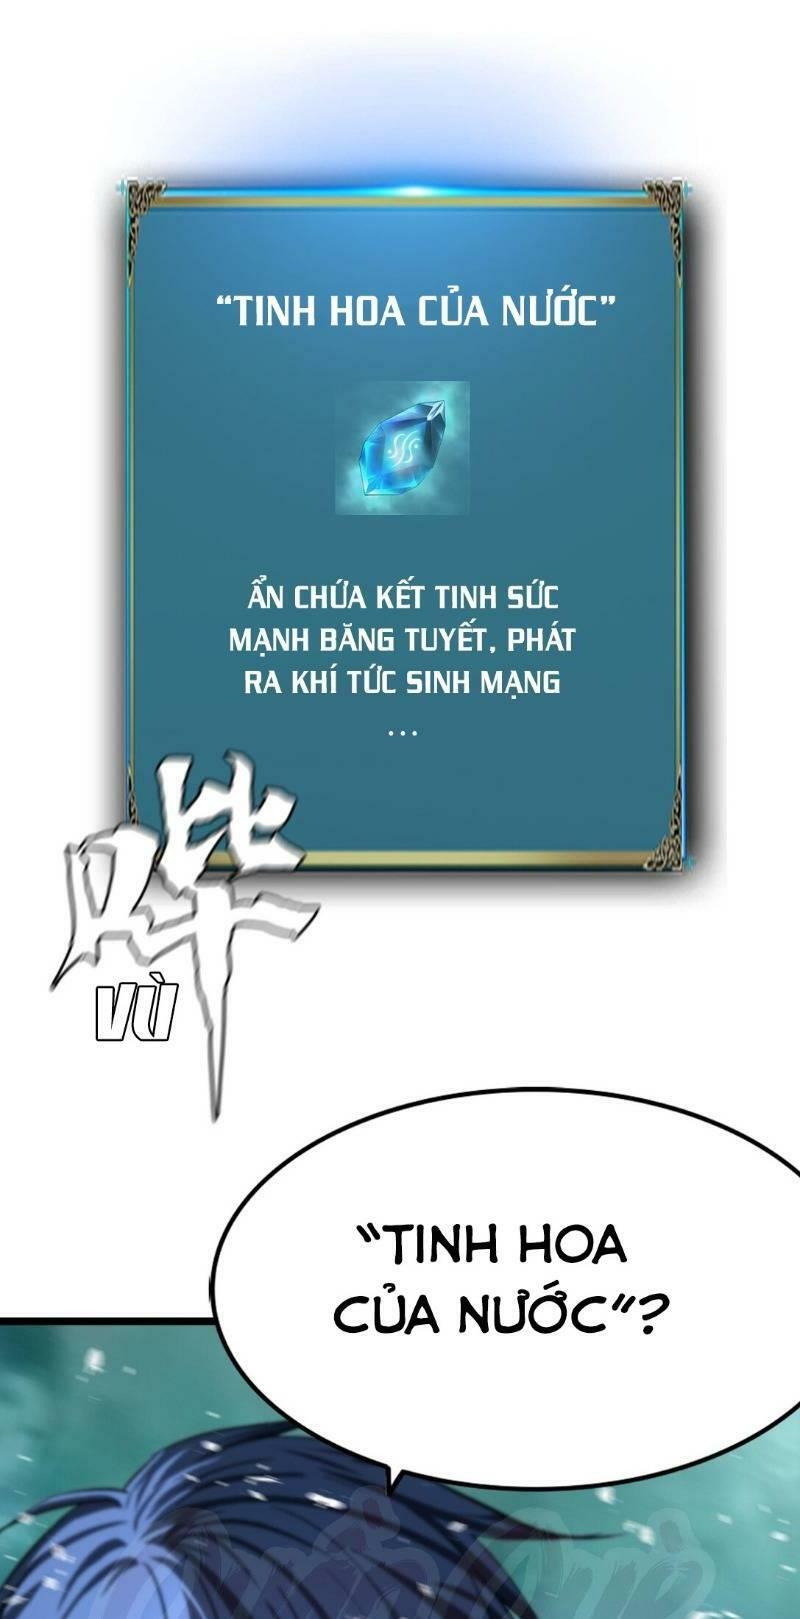 “TINH HOA CỦA NƯỚC”
ẨN CHỨA KẾT TINH SỨC
MẠNH BĂNG TUYẾT, PHÁT
RA KHÍ TỨC SINH MẠNG
...
哔
VÙ
“TINH HOA
CỦA NƯỚC”?